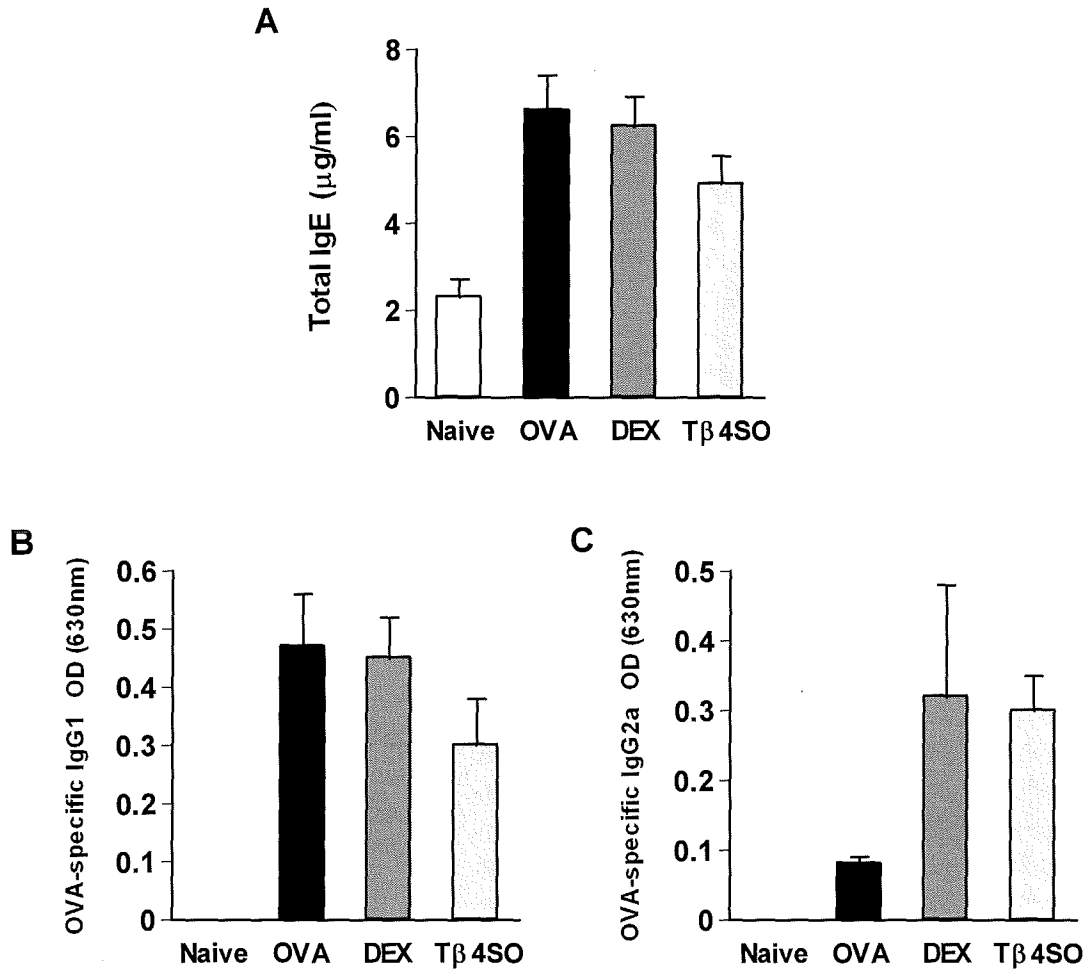 A
Total IgE (μg/ml)
8
6
4
2
0
Naive OVA DEX Tβ4SO
B
OVA-specific IgG1 OD (630nm)
0.6
0.5
0.4
0.3
0.2
0.1
0
Naive OVA DEX Tβ4SO
C
OVA-specific IgG2a OD (630nm)
0.5
0.4
0.3
0.2
0.1
0
Naive OVA DEX Tβ4SO